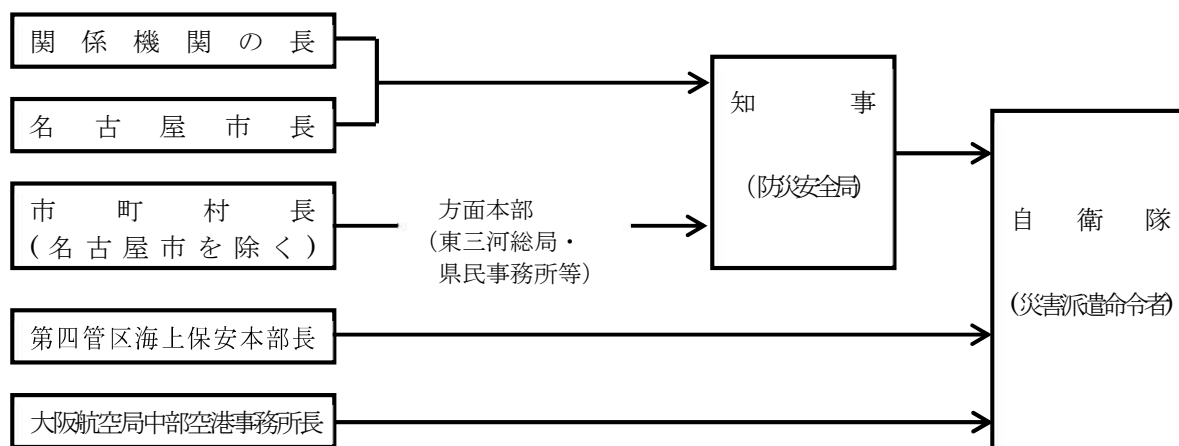 関係機関の長
名古屋市長
市町村長
(名古屋市を除く)
方面本部
(東三河総局・
県民事務所等)
知事
(防災安全局)
自衛隊
(災害派遣命令者)
第四管区海上保安本部長
大阪航空局中部空港事務所長